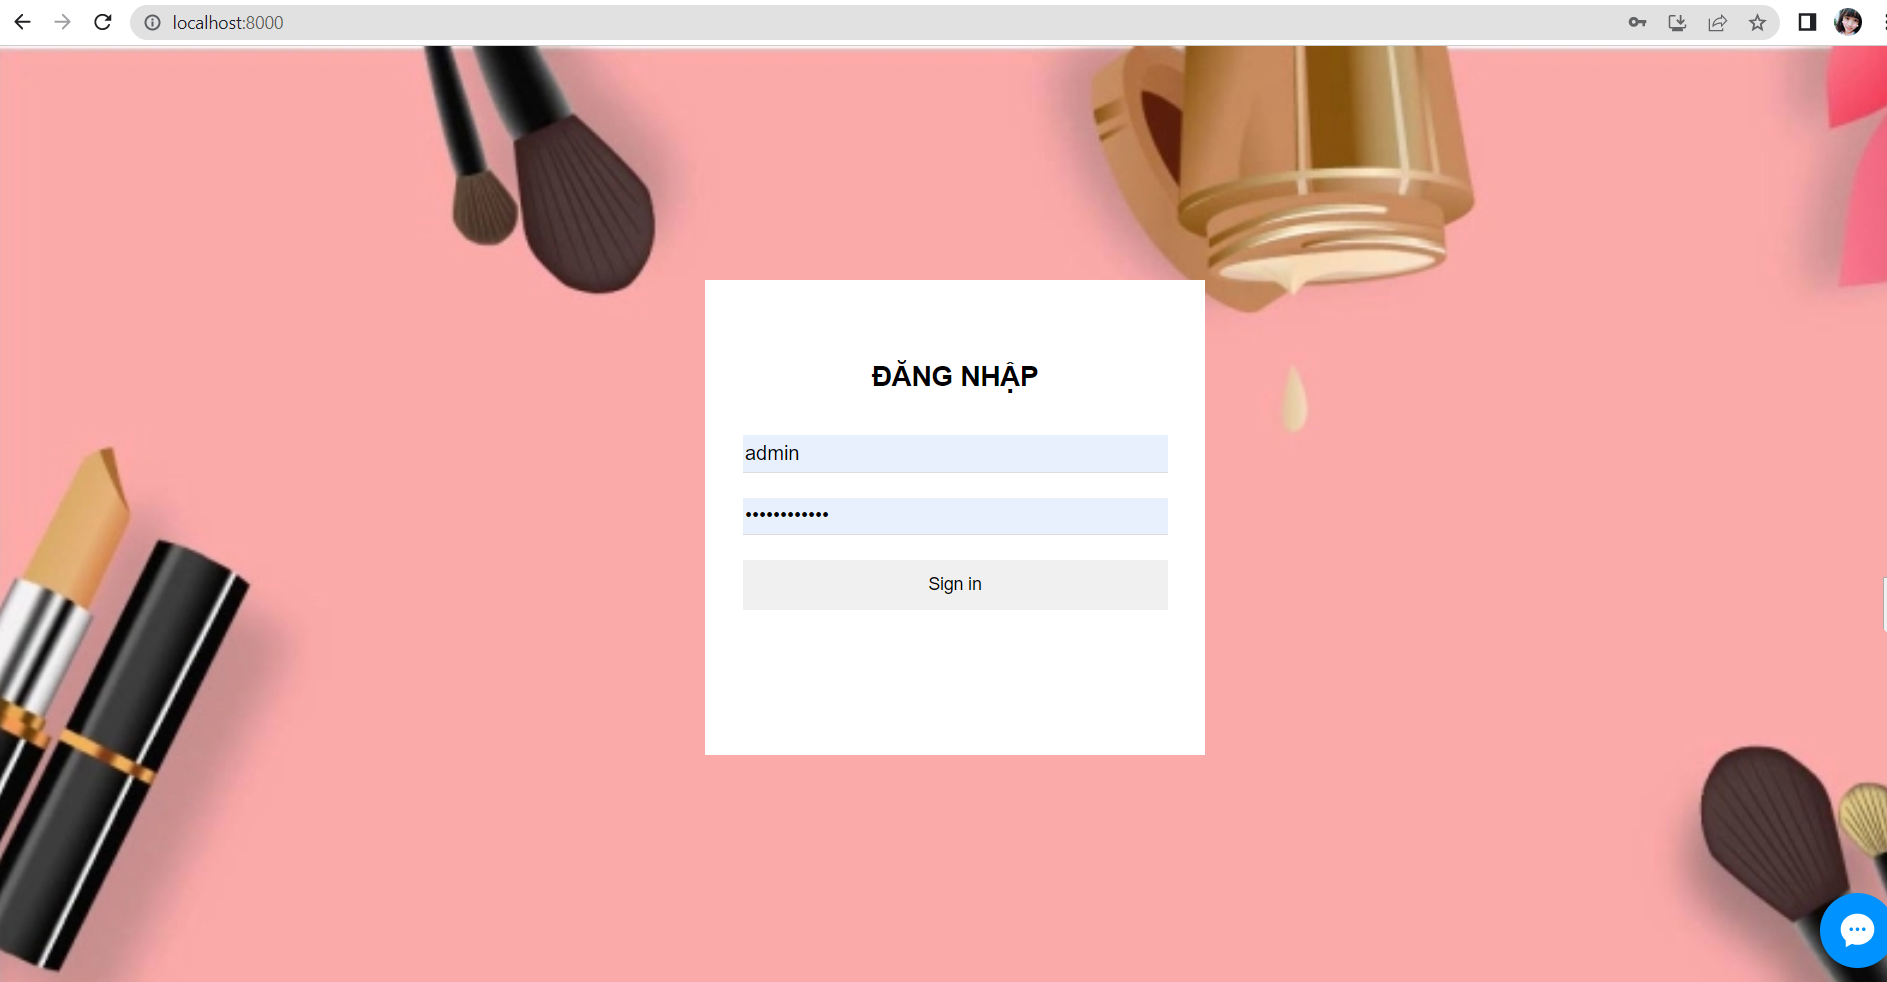 localhost:8000
ĐĂNG NHẬP
admin
••••••••••••
Sign in